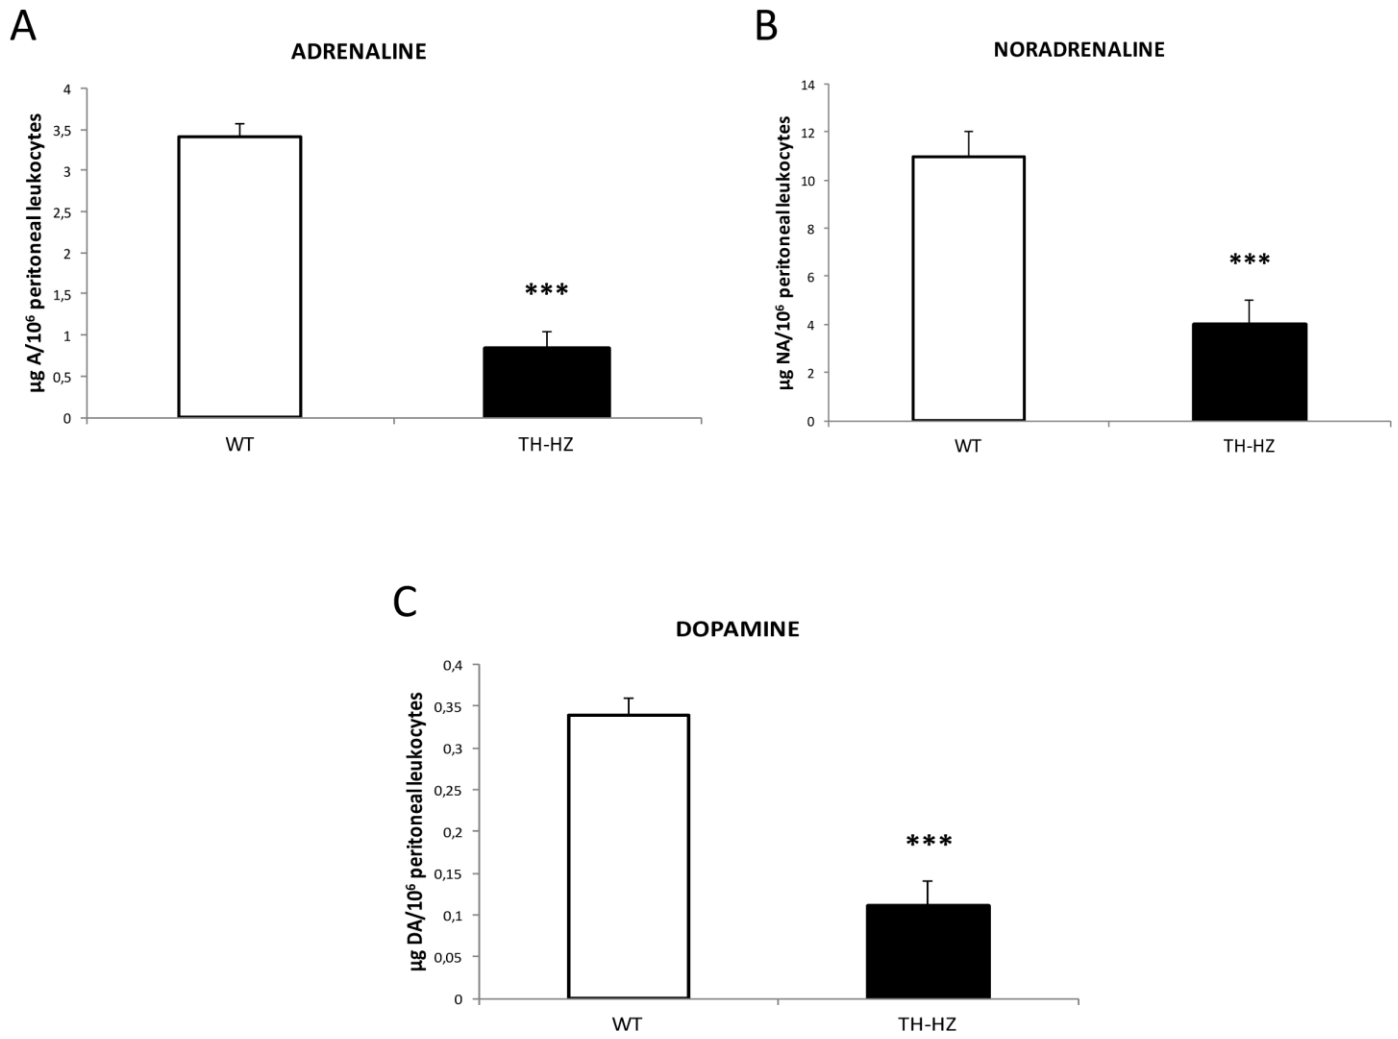 A
ADRENALINE
µg A/10⁶ peritoneal leukocytes
4
3,5
3
2,5
2
1,5
1
0,5
0
***
WT
TH-HZ
B
NORADRENALINE
µg NA/10⁶ peritoneal leukocytes
14
12
10
8
6
4
2
0
***
WT
TH-HZ
C
DOPAMINE
µg DA/10⁶ peritoneal leukocytes
0,4
0,35
0,3
0,25
0,2
0,15
0,1
0,05
0
***
WT
TH-HZ